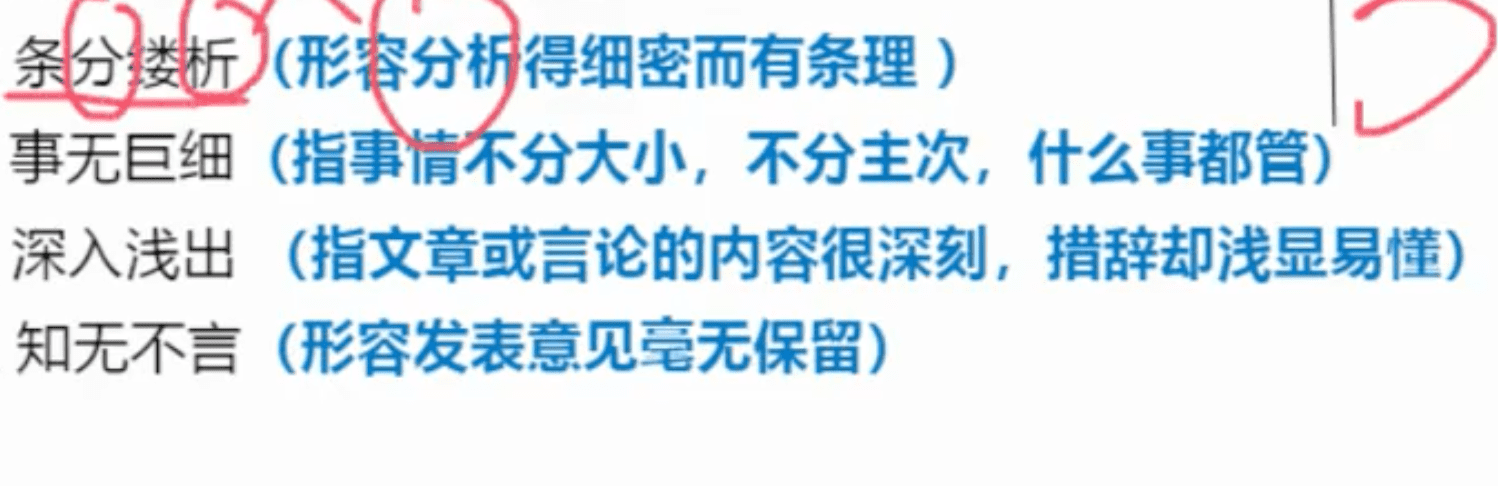 条分缕析（形容分析得细密而有条理 ）
事无巨细（指事情不分大小，不分主次，什么事都管）
深入浅出 （指文章或言论的内容很深刻，措辞却浅显易懂）
知无不言（形容发表意见毫无保留）